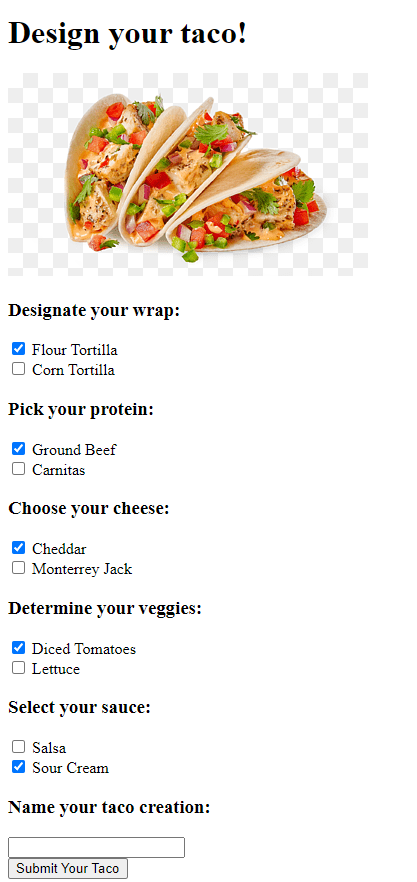 Design your taco!
Designate your wrap:
Flour Tortilla
Corn Tortilla
Pick your protein:
Ground Beef
Carnitas
Choose your cheese:
Cheddar
Monterrey Jack
Determine your veggies:
Diced Tomatoes
Lettuce
Select your sauce:
Salsa
Sour Cream
Name your taco creation:
Submit Your Taco